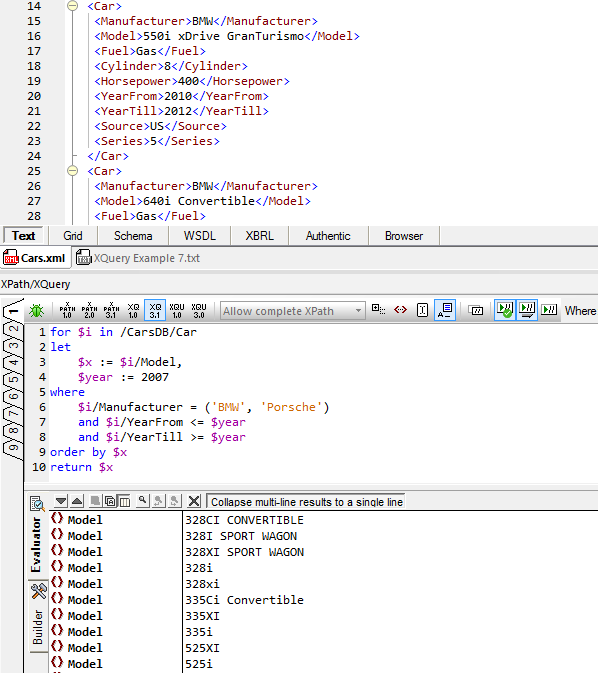 14 <Car>
15 <Manufacturer>BMW</Manufacturer>
16 <Model>550i xDrive GranTurismo</Model>
17 <Fuel>Gas</Fuel>
18 <Cylinder>8</Cylinder>
19 <Horsepower>400</Horsepower>
20 <YearFrom>2010</YearFrom>
21 <YearTill>2012</YearTill>
22 <Source>US</Source>
23 <Series>5</Series>
24 </Car>
25 <Car>
26 <Manufacturer>BMW</Manufacturer>
27 <Model>640i Convertible</Model>
28 <Fuel>Gas</Fuel>
Text Grid Schema WSDL XBRL Authentic Browser
Cars.xml XQuery Example 7.txt
XPath/XQuery
XPATH 1.0 XPATH 2.0 XPATH 3.1 XQ 1.0 XQ 3.1 XQU 1.0 XQU 3.0 Allow complete XPath Where
1 2 3 4 5 6 7 8 9
1 for $i in /CarsDB/Car
2 let
3 $x := $i/Model,
4 $year := 2007
5 where
6 $i/Manufacturer = ('BMW', 'Porsche')
7 and $i/YearFrom <= $year
8 and $i/YearTill >= $year
9 order by $x
10 return $x
Collapse multi-line results to a single line
Evaluator
Builder
Model 328CI CONVERTIBLE
Model 328I SPORT WAGON
Model 328XI SPORT WAGON
Model 328i
Model 328xi
Model 335Ci Convertible
Model 335XI
Model 335i
Model 525XI
Model 525i